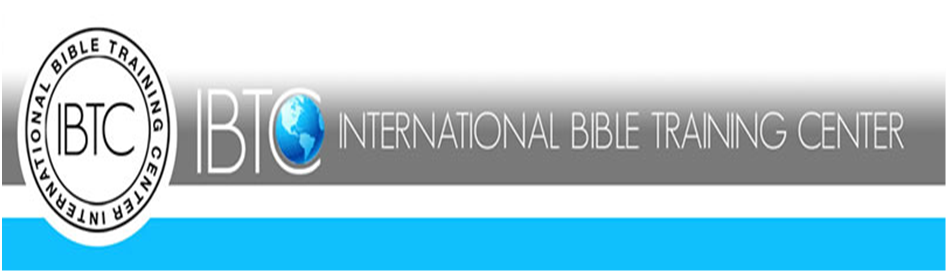 INTERNATIONAL BIBLE TRAINING CENTER
IBTC
IBTC INTERNATIONAL BIBLE TRAINING CENTER